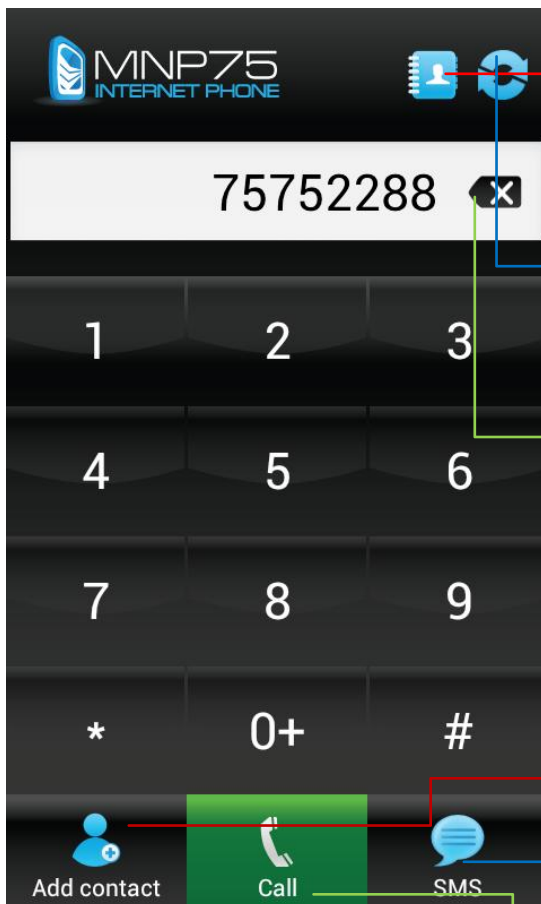 MNP75
INTERNET PHONE
75752288
1 2 3
4 5 6
7 8 9
* 0+ #
Add contact Call SMS